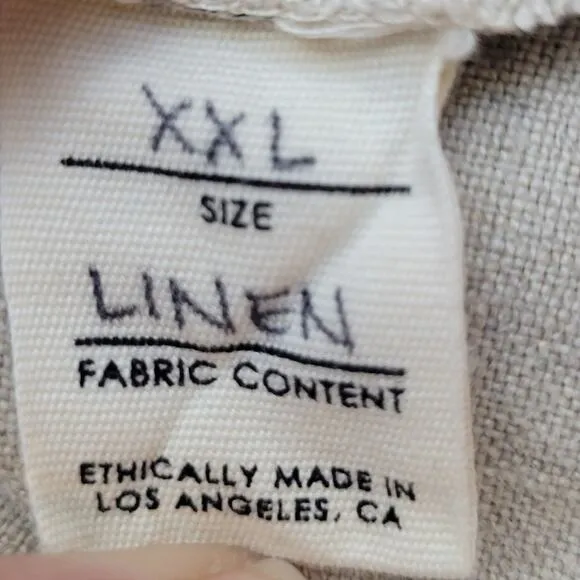 XXL
SIZE
LINEN
FABRIC CONTENT
ETHICALLY MADE IN
LOS ANGELES, CA